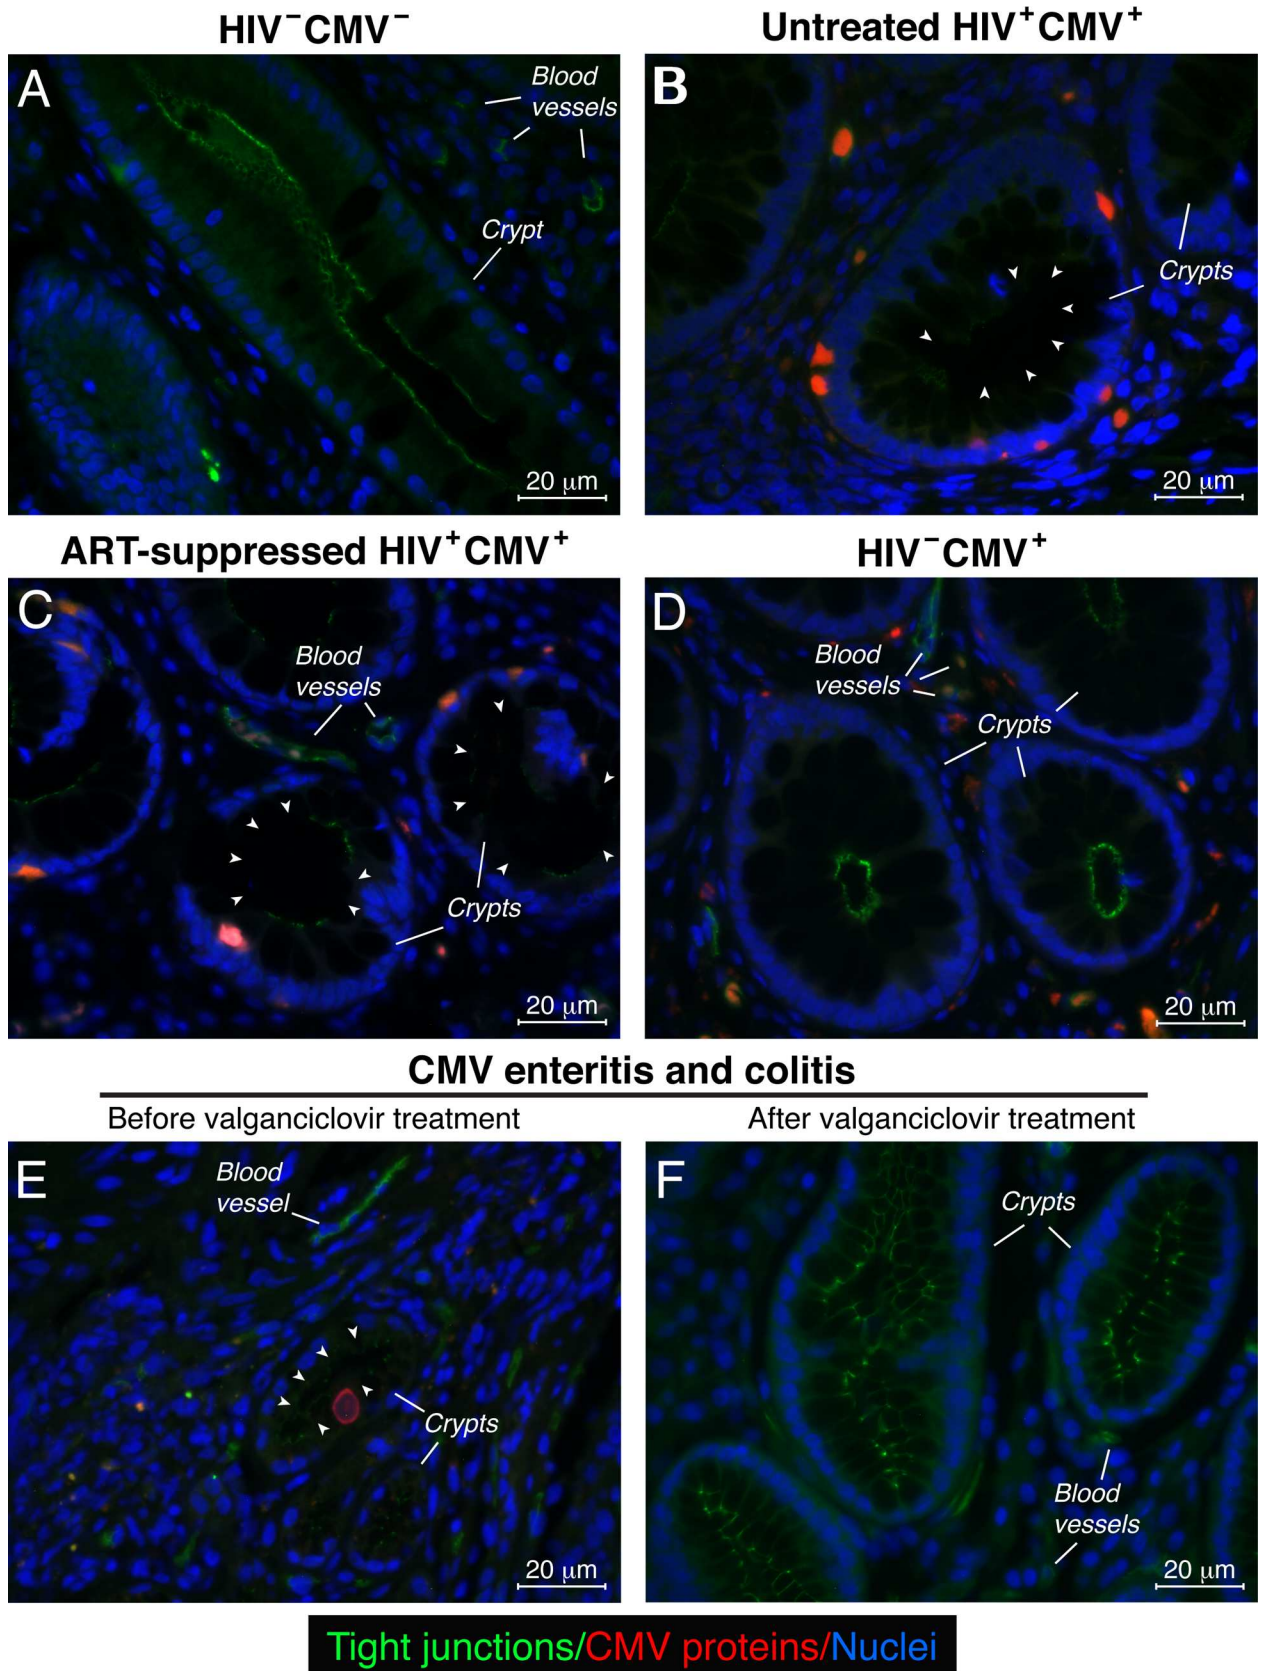 HIV⁻CMV⁻
Untreated HIV⁺CMV⁺
A
Blood
vessels
Crypt
20 μm
B
Crypts
20 μm
ART-suppressed HIV⁺CMV⁺
HIV⁻CMV⁺
C
Blood
vessels
Crypts
20 μm
D
Blood
vessels
Crypts
20 μm
CMV enteritis and colitis
Before valganciclovir treatment
After valganciclovir treatment
E
Blood
vessel
Crypts
20 μm
F
Crypts
Blood
vessels
20 μm
Tight junctions/CMV proteins/Nuclei